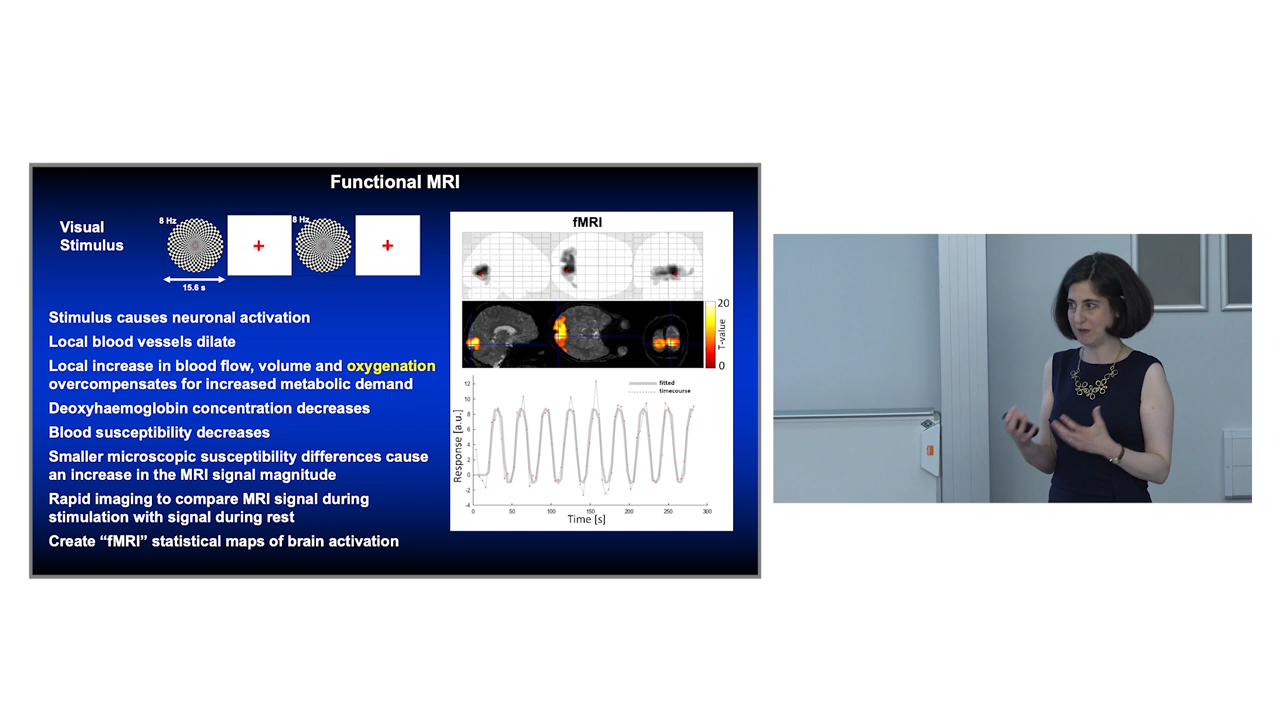 Functional MRI
Visual
Stimulus
8 Hz
8 Hz
+
+
15.6 s
Stimulus causes neuronal activation
Local blood vessels dilate
Local increase in blood flow, volume and oxygenation
overcompensates for increased metabolic demand
Deoxyhaemoglobin concentration decreases
Blood susceptibility decreases
Smaller microscopic susceptibility differences cause
an increase in the MRI signal magnitude
Rapid imaging to compare MRI signal during
stimulation with signal during rest
Create “fMRI” statistical maps of brain activation
fMRI
20
T-value
0
fitted
timecourse
Response [a.u.]
12
10
8
6
4
2
0
-2
-4
0 50 100 150 200 250 300
Time [s]